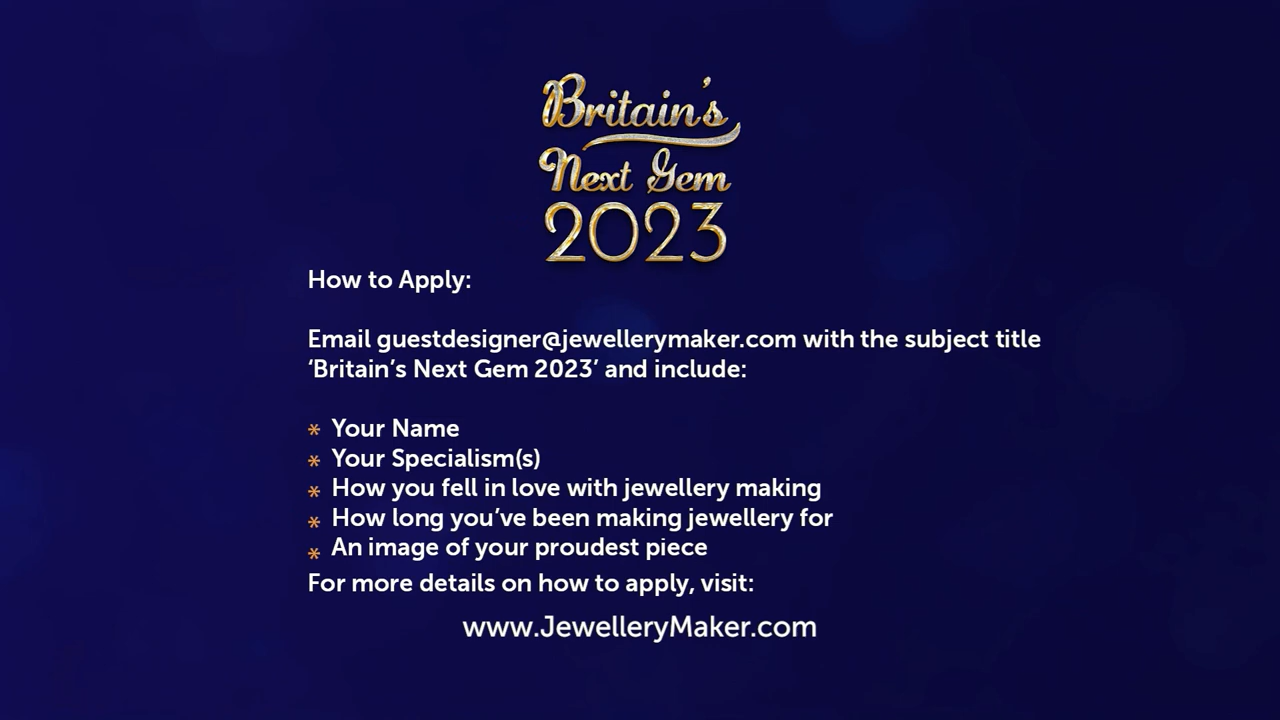 Britain's
Next Gem
2023
How to Apply:
Email guestdesigner@jewellerymaker.com with the subject title
‘Britain’s Next Gem 2023’ and include:
* Your Name
* Your Specialism(s)
* How you fell in love with jewellery making
* How long you’ve been making jewellery for
* An image of your proudest piece
For more details on how to apply, visit:
www.JewelleryMaker.com